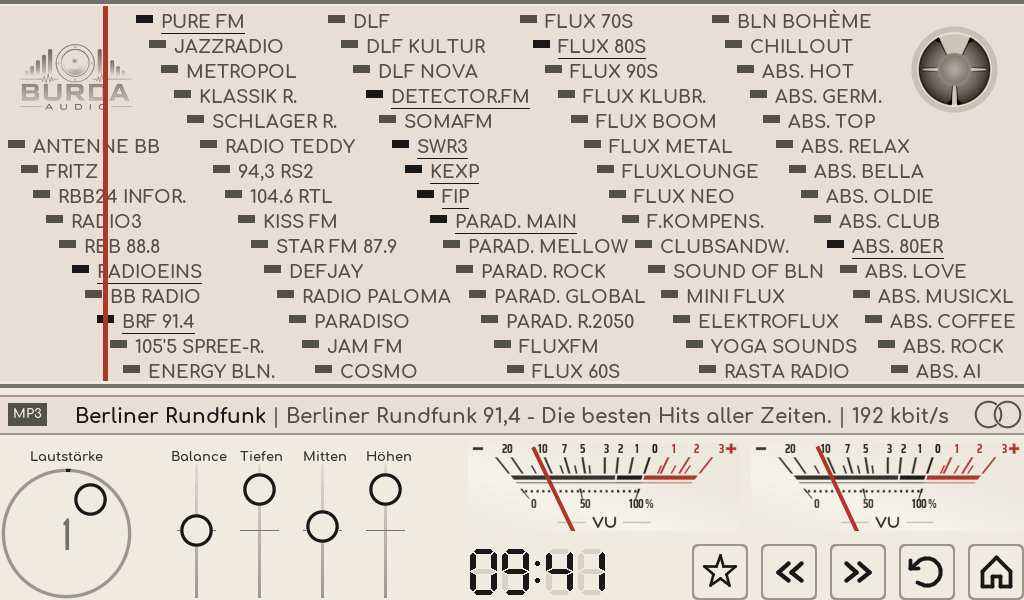 PURE FM
DLF
FLUX 70S
BLN BOHÈME
JAZZRADIO
DLF KULTUR
FLUX 80S
CHILLOUT
METROPOL
DLF NOVA
FLUX 90S
ABS. HOT
BURDA
AUDIO
KLASSIK R.
DETECTOR.FM
FLUX KLUBR.
ABS. GERM.
SCHLAGER R.
SOMAFM
FLUX BOOM
ABS. TOP
ANTENNE BB
RADIO TEDDY
SWR3
FLUX METAL
ABS. RELAX
FRITZ
94,3 RS2
KEXP
FLUXLOUNGE
ABS. BELLA
RBB24 INFOR.
104.6 RTL
FIP
FLUX NEO
ABS. OLDIE
RADIO3
KISS FM
PARAD. MAIN
F.KOMPENS.
ABS. CLUB
RBB 88.8
STAR FM 87.9
PARAD. MELLOW
CLUBSANDW.
ABS. 80ER
RADIOEINS
DEFJAY
PARAD. ROCK
SOUND OF BLN
ABS. LOVE
BB RADIO
RADIO PALOMA
PARAD. GLOBAL
MINI FLUX
ABS. MUSICXL
BRF 91.4
PARADISO
PARAD. R.2050
ELEKTROFLUX
ABS. COFFEE
105'5 SPREE-R.
JAM FM
FLUXFM
YOGA SOUNDS
ABS. ROCK
ENERGY BLN.
COSMO
FLUX 60S
RASTA RADIO
ABS. AI
MP3
Berliner Rundfunk | Berliner Rundfunk 91,4 - Die besten Hits aller Zeiten. | 192 kbit/s
Lautstärke
Balance
Tiefen
Mitten
Höhen
1
- 20 10 7 5 3 2 1 0 1 2 3 +
0 50 100 %
VU
- 20 10 7 5 3 2 1 0 1 2 3 +
0 50 100 %
VU
09:41